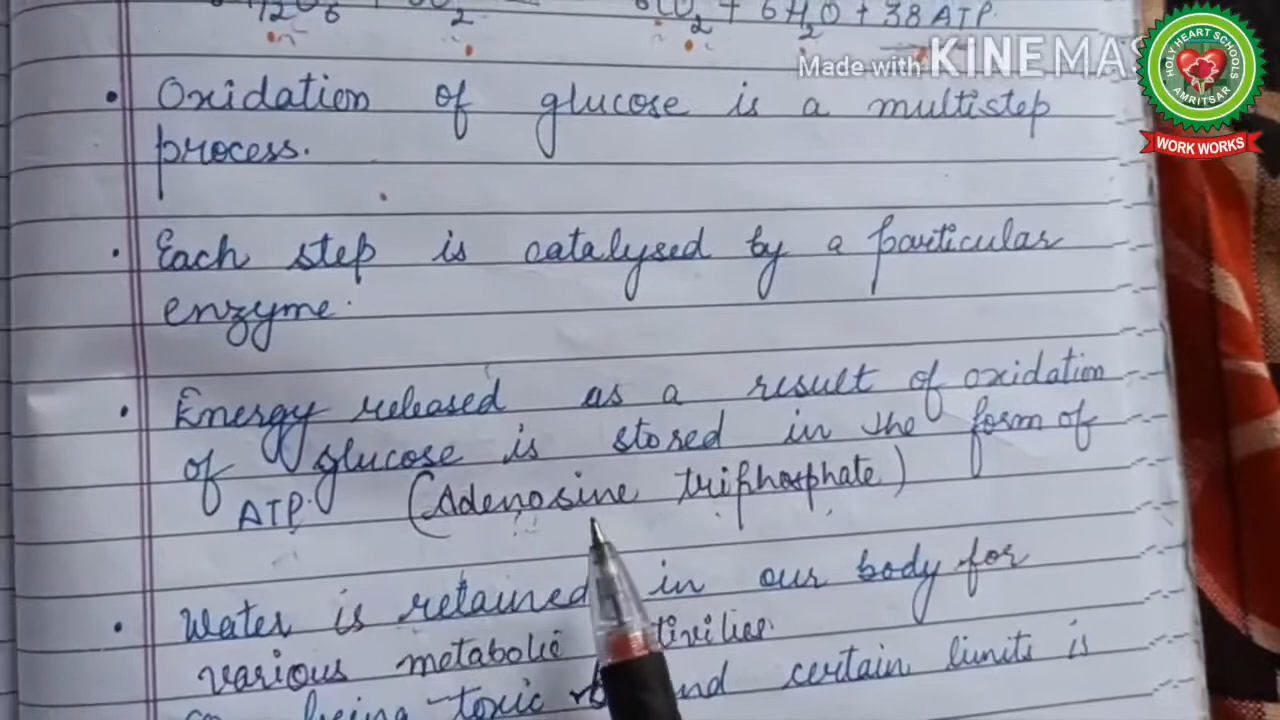 6CO2 + 6H2O + 38 ATP.
Made with KINEMAS
HOLY HEART SCHOOLS
AMRITSAR
WORK WORKS
• Oxidation of glucose is a multistep
process.
• Each step is catalysed by a particular
enzyme.
• Energy released as a result of oxidation
of glucose is stored in the form of
ATP. (Adenosine triphosphate)
• Water is retained in our body for
various metabolic
being toxic certain limits is